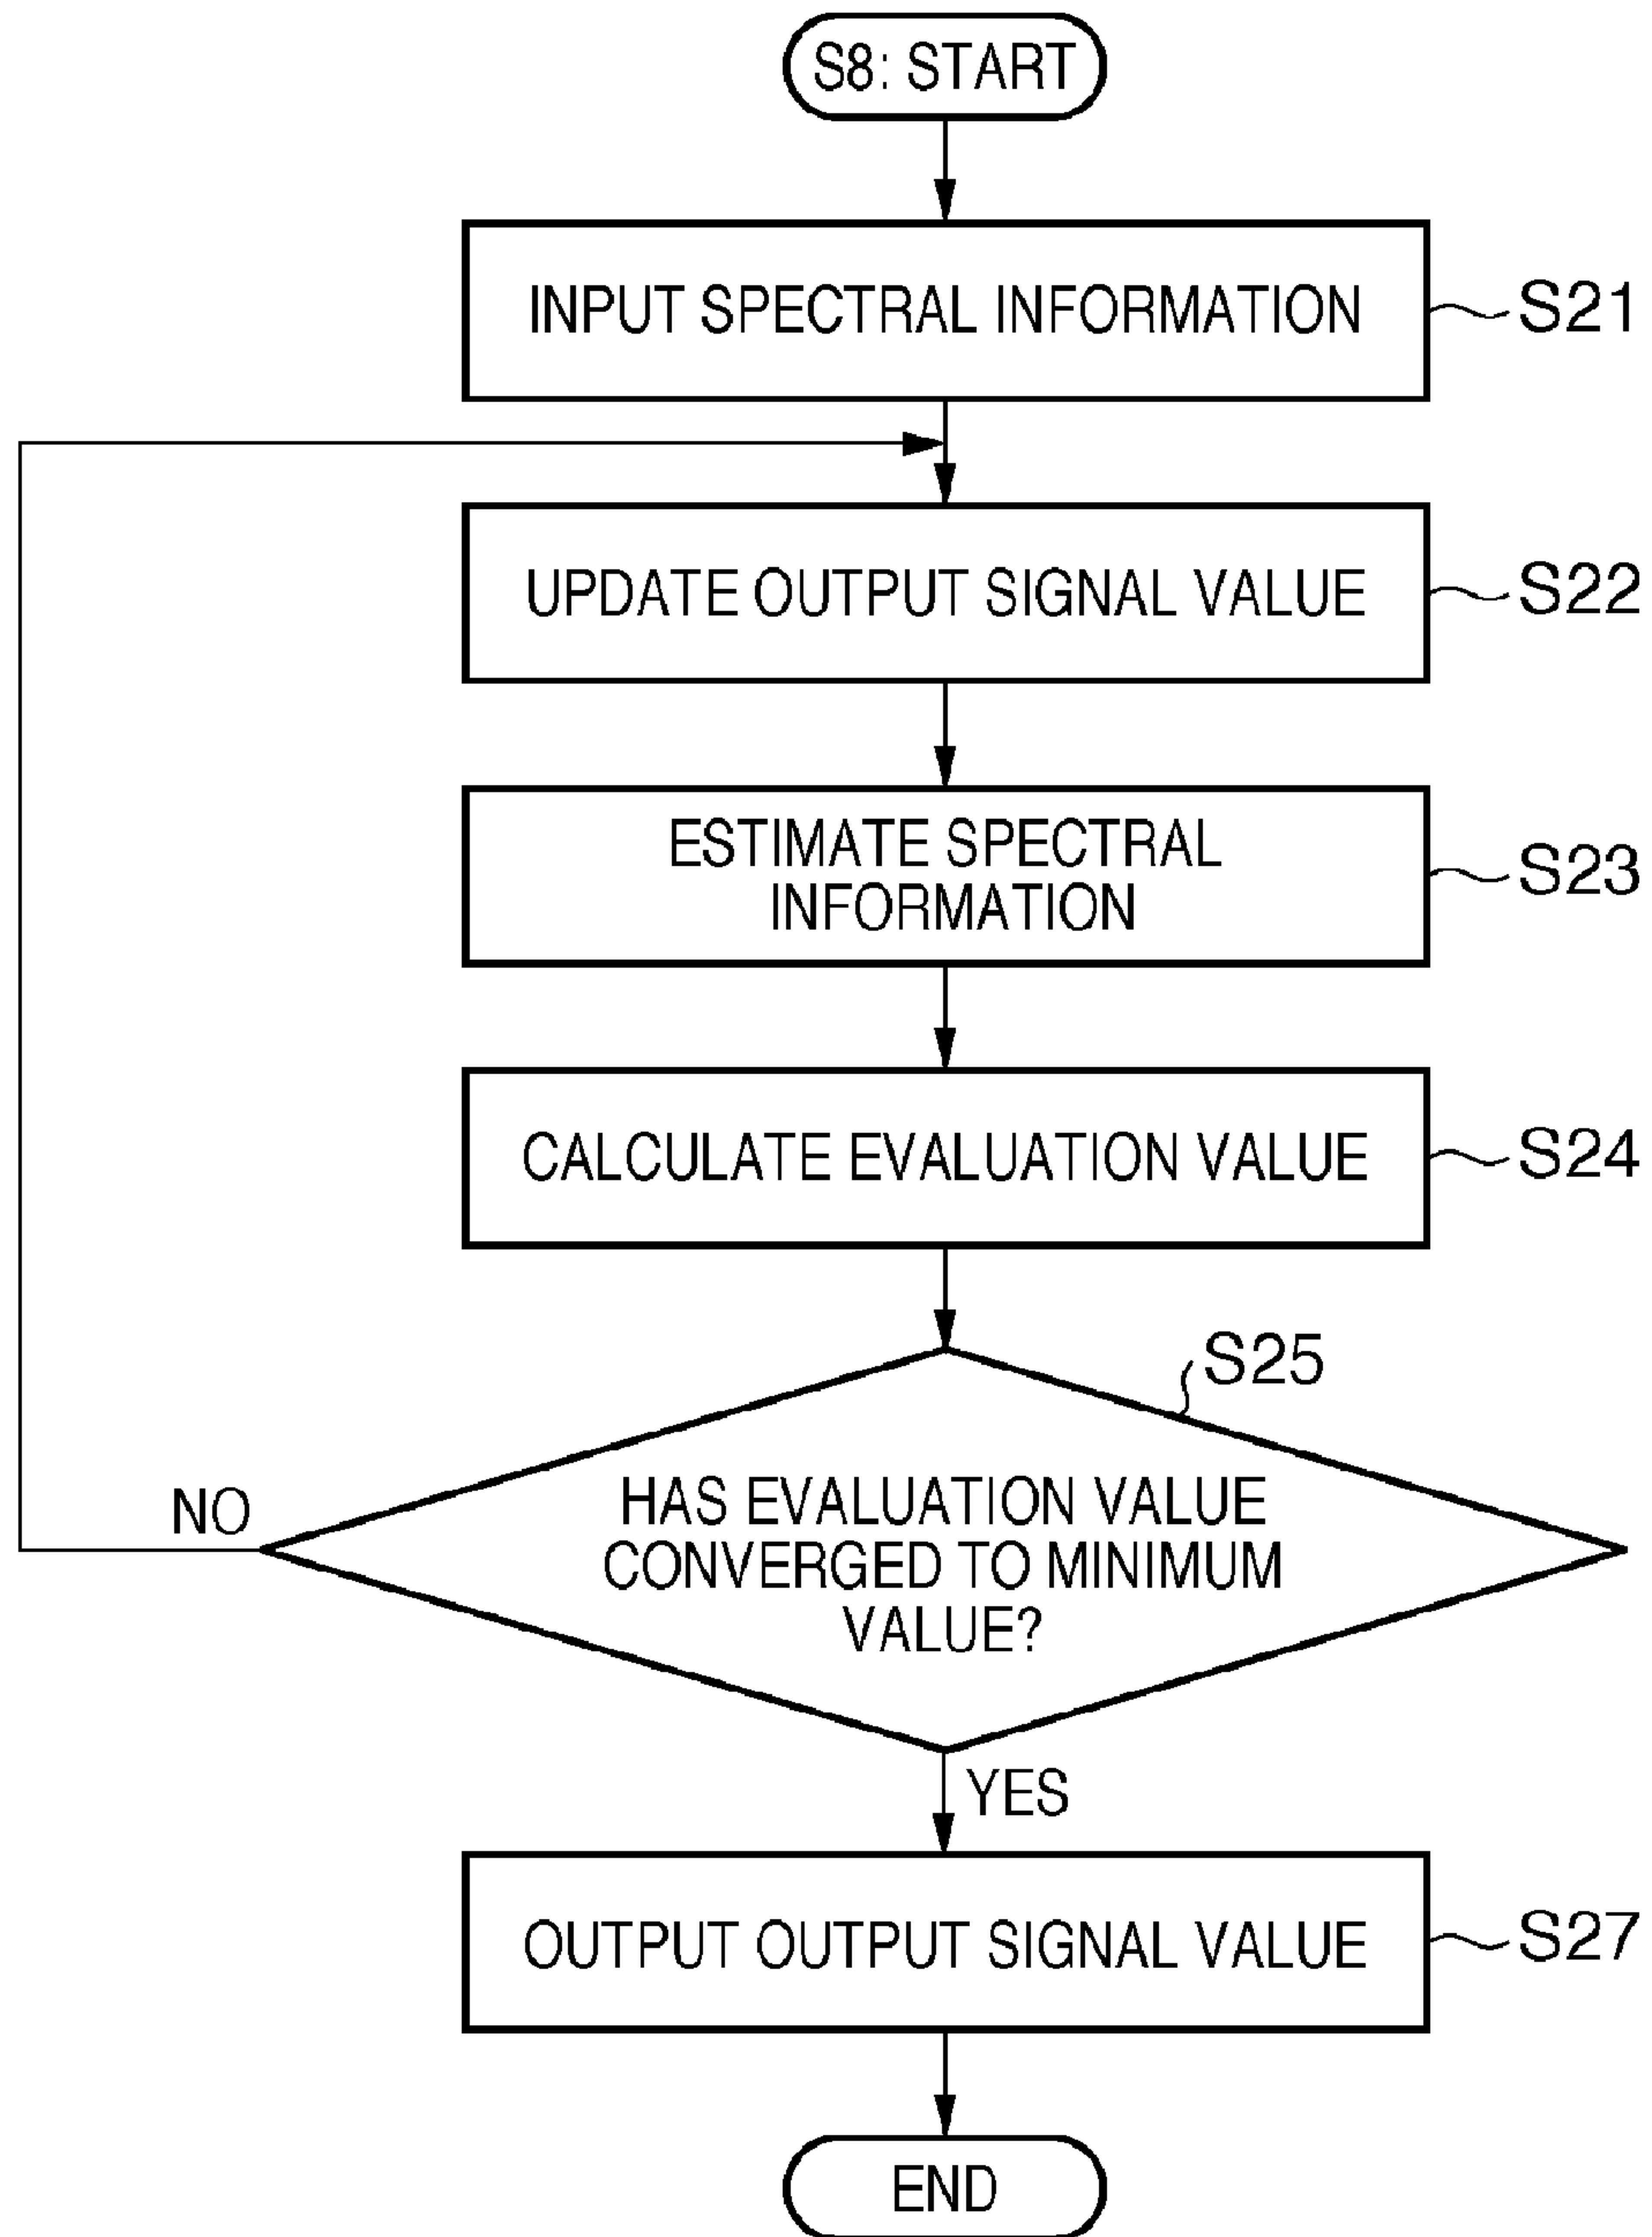 S8: START
INPUT SPECTRAL INFORMATION
S21
UPDATE OUTPUT SIGNAL VALUE
S22
ESTIMATE SPECTRAL
INFORMATION
S23
CALCULATE EVALUATION VALUE
S24
S25
HAS EVALUATION VALUE
CONVERGED TO MINIMUM
VALUE?
NO
YES
OUTPUT OUTPUT SIGNAL VALUE
S27
END